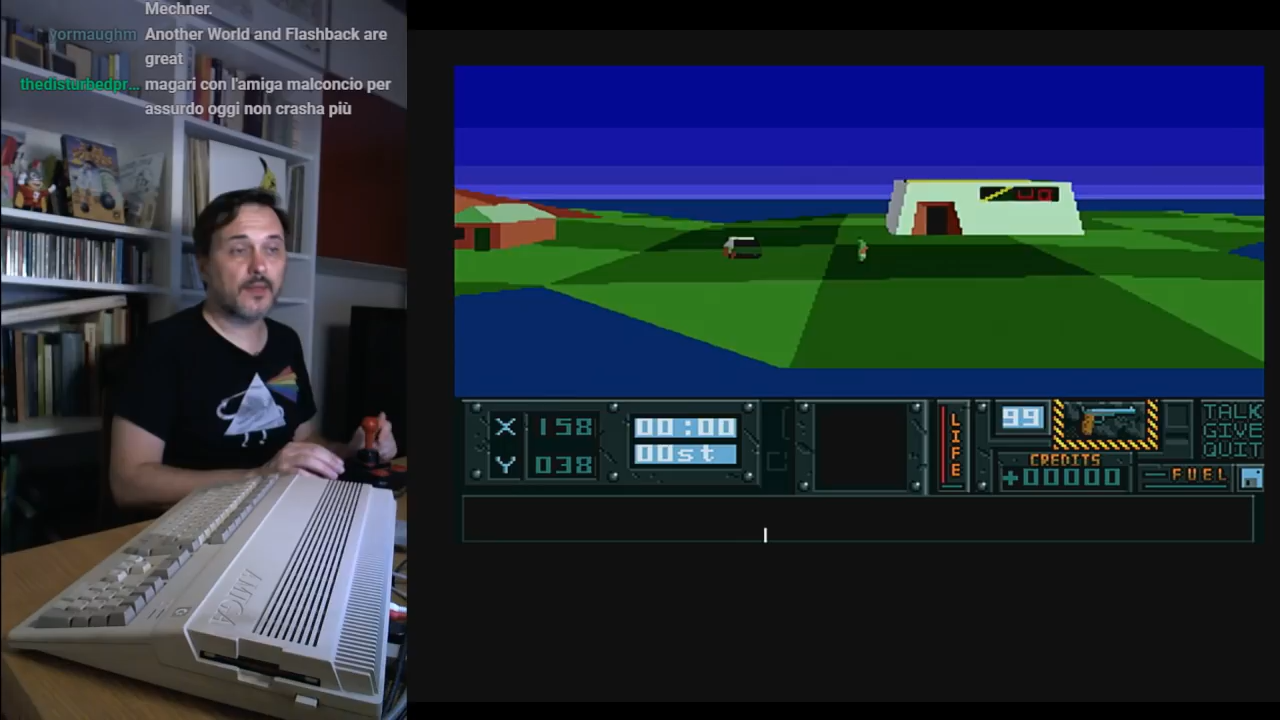 Mechner.
vormaughm Another World and Flashback are
great
thedisturbedpr... magari con l'amiga malconcio per
assurdo oggi non crasha più
AMIGA
X 158
Y 038
00:00
00st
LIFE
99
CREDITS
+00000
TALK
GIVE
QUIT
FUEL